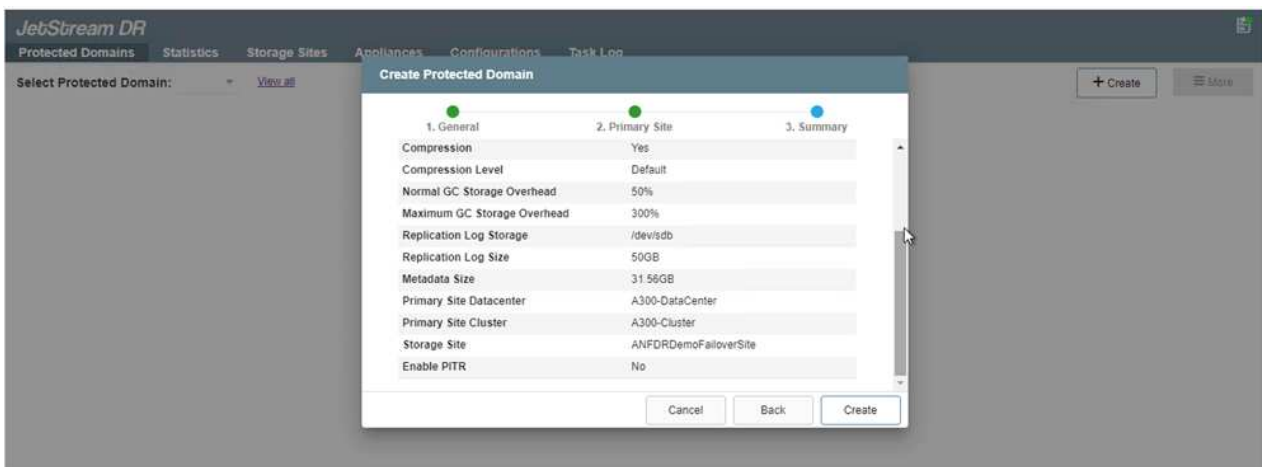 JetStream DR
Protected Domains Statistics Storage Sites Appliances Configurations Task Log
Select Protected Domain: View all + Create More
Create Protected Domain
1. General 2. Primary Site 3. Summary
Compression Yes
Compression Level Default
Normal GC Storage Overhead 50%
Maximum GC Storage Overhead 300%
Replication Log Storage /dev/sdb
Replication Log Size 50GB
Metadata Size 31.56GB
Primary Site Datacenter A300-DataCenter
Primary Site Cluster A300-Cluster
Storage Site ANFDRDemoFailoverSite
Enable PITR No
Cancel Back Create